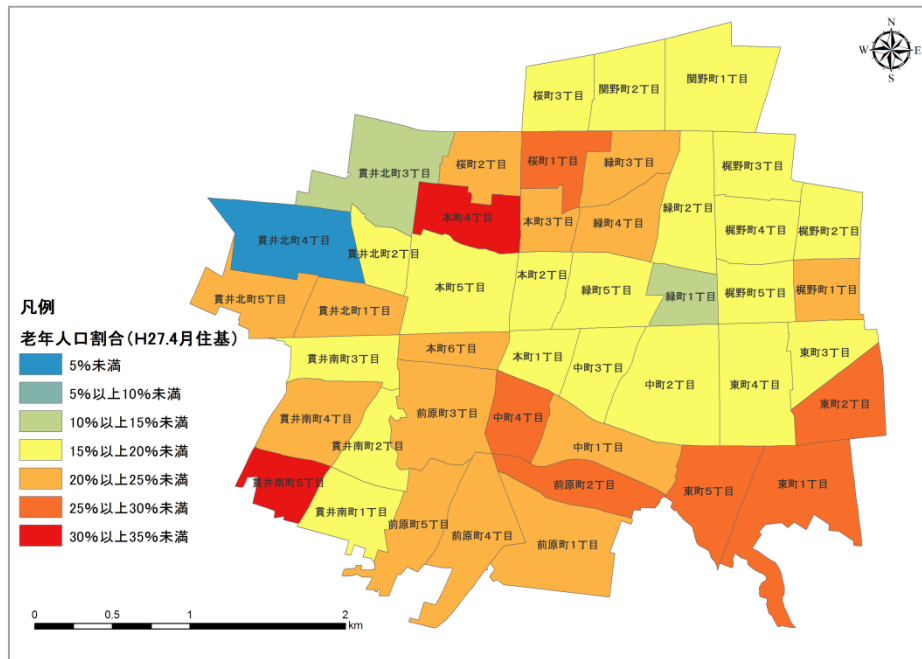 N
W
E
S
関野町1丁目
関野町2丁目
桜町3丁目
桜町2丁目
桜町1丁目
緑町3丁目
梶野町3丁目
貫井北町3丁目
緑町2丁目
本町4丁目
本町3丁目
緑町4丁目
梶野町4丁目
梶野町2丁目
貫井北町4丁目
貫井北町2丁目
本町2丁目
本町5丁目
緑町5丁目
緑町1丁目
梶野町5丁目
梶野町1丁目
貫井北町5丁目
貫井北町1丁目
本町6丁目
本町1丁目
貫井南町3丁目
中町3丁目
中町2丁目
東町4丁目
東町3丁目
東町2丁目
前原町3丁目
中町4丁目
貫井南町4丁目
貫井南町2丁目
中町1丁目
貫井南町5丁目
前原町2丁目
東町5丁目
東町1丁目
貫井南町1丁目
前原町5丁目
前原町4丁目
前原町1丁目
凡例
老年人口割合(H27.4月住基)
5%未満
5%以上10%未満
10%以上15%未満
15%以上20%未満
20%以上25%未満
25%以上30%未満
30%以上35%未満
0 0.5 1 2
km